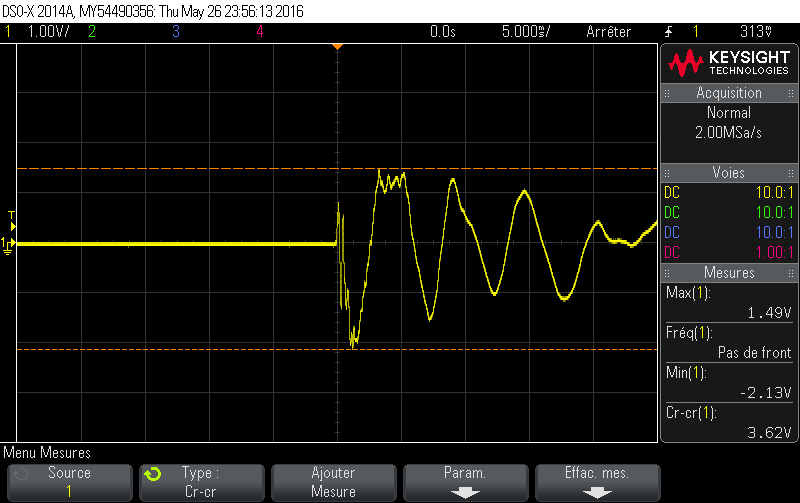 DSO-X 2014A, MY54490356: Thu May 26 23:56:13 2016
1 1.00V/ 2 3 4 0.0s 5.000ms/ Arrêter 1 313mV
KEYSIGHT
TECHNOLOGIES
Acquisition
Normal
2.00MSa/s
Voies
DC 10.0:1
DC 10.0:1
DC 10.0:1
DC 1.00:1
Mesures
Max(1):
1.49V
Fréq(1):
Pas de front
Min(1):
-2.13V
Cr-cr(1):
3.62V
T
1
Menu Mesures
Source
1
Type :
Cr-cr
Ajouter
Mesure
Param.
Effac. mes.